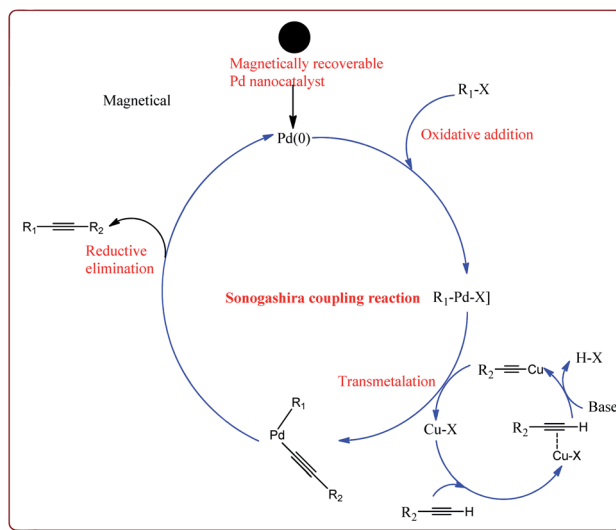 Magnetically recoverable
Pd nanocatalyst
Magnetical
R1-X
Pd(0)
Oxidative addition
R1
R2
Reductive
elimination
Sonogashira coupling reaction
R1-Pd-X]
H-X
R2
Cu
Transmetalation
Base
R1
Cu-X
R2
H
Pd
Cu-X
R2
R2
H